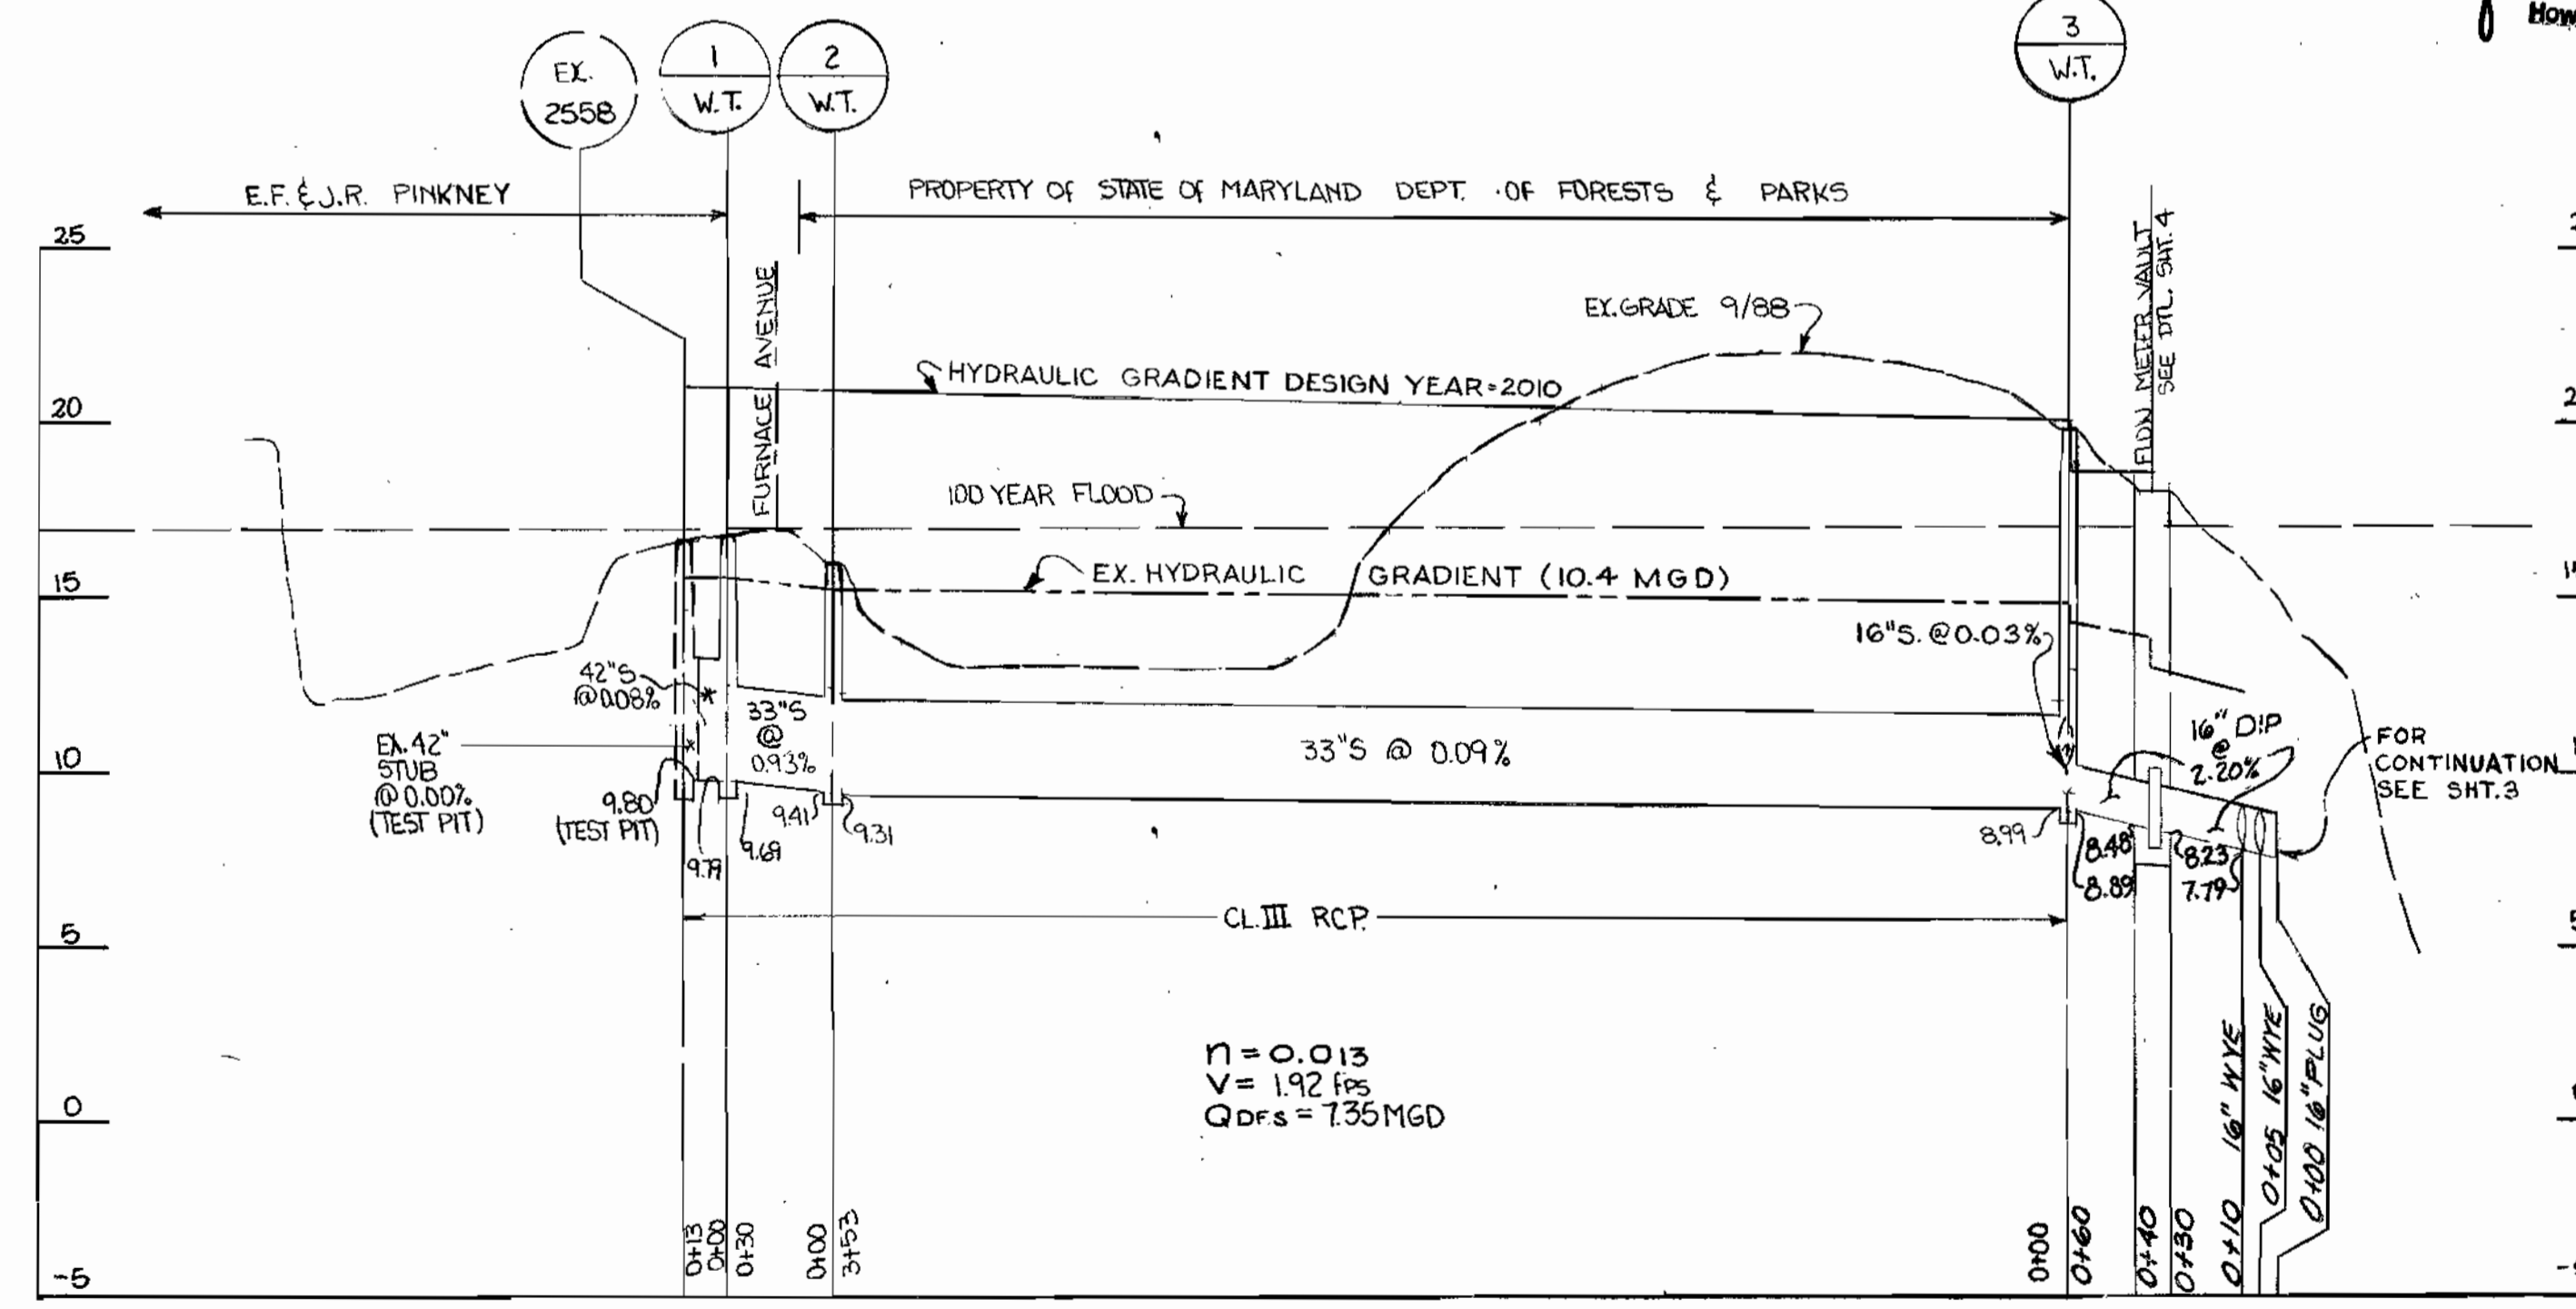 How
EX.
2558
1
W.T.
2
W.T.
3
W.T.
E.F. & J.R. PINKNEY
PROPERTY OF STATE OF MARYLAND DEPT. OF FORESTS & PARKS
25
20
15
10
5
0
-5
FURNACE AVENUE
EX. GRADE 9/88
HYDRAULIC GRADIENT DESIGN YEAR=2010
100 YEAR FLOOD
EX. HYDRAULIC GRADIENT (10.4 MGD)
FLOW METER VAULT
SEE DTL. SHT. 4
16"S. @ 0.03%
42"S
@ 0.08%
33"S
@
0.93%
33"S @ 0.09%
16" DIP
@
2.20%
EX. 42"
STUB
@ 0.00%
(TEST PIT)
9.80
(TEST PIT)
9.79
9.69
9.41
9.31
8.99
8.48
8.89
8.23
7.79
FOR
CONTINUATION
SEE SHT.3
CL. III RCP.
n = 0.013
V = 1.92 fps
Q D.F.S = 7.35 MGD
0+13
0+00
0+30
0+00
3+53
0+00
0+60
0+40
0+30
0+10 16" WYE
0+05 16" WYE
0+00 16" PLUG